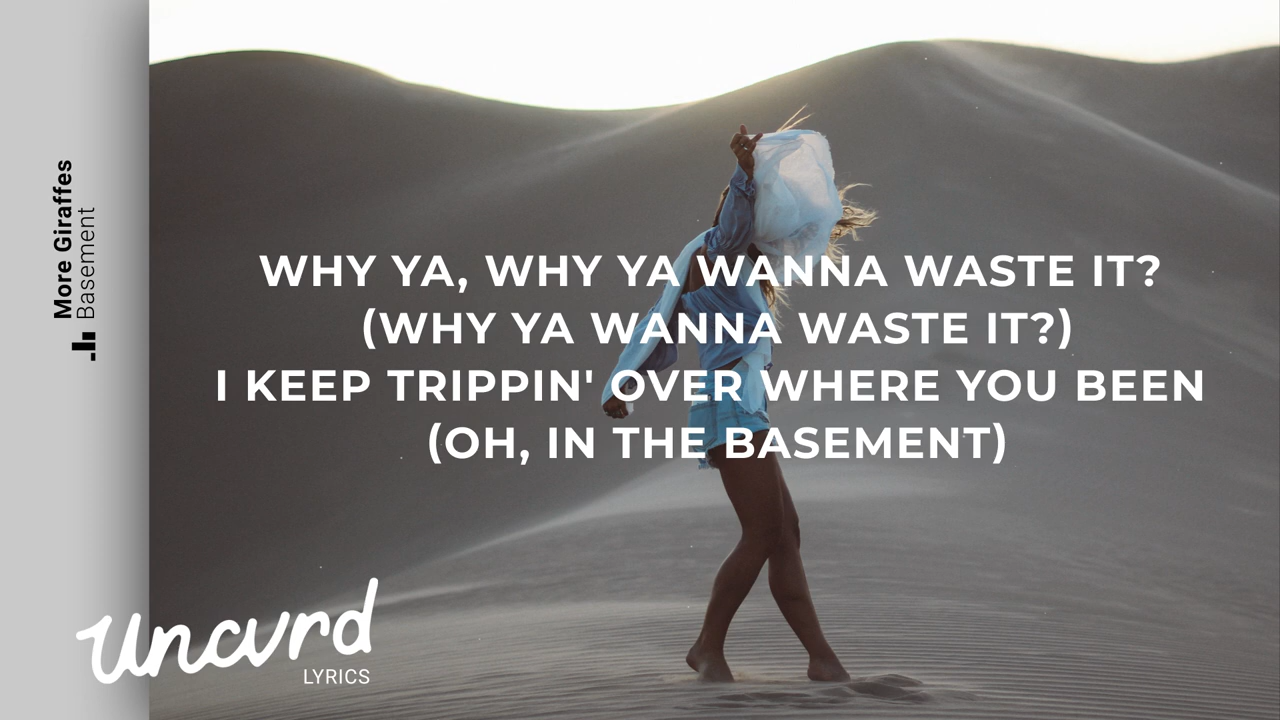 More Giraffes
Basement
WHY YA, WHY YA WANNA WASTE IT?
(WHY YA WANNA WASTE IT?)
I KEEP TRIPPIN' OVER WHERE YOU BEEN
(OH, IN THE BASEMENT)
Uncvrd
LYRICS